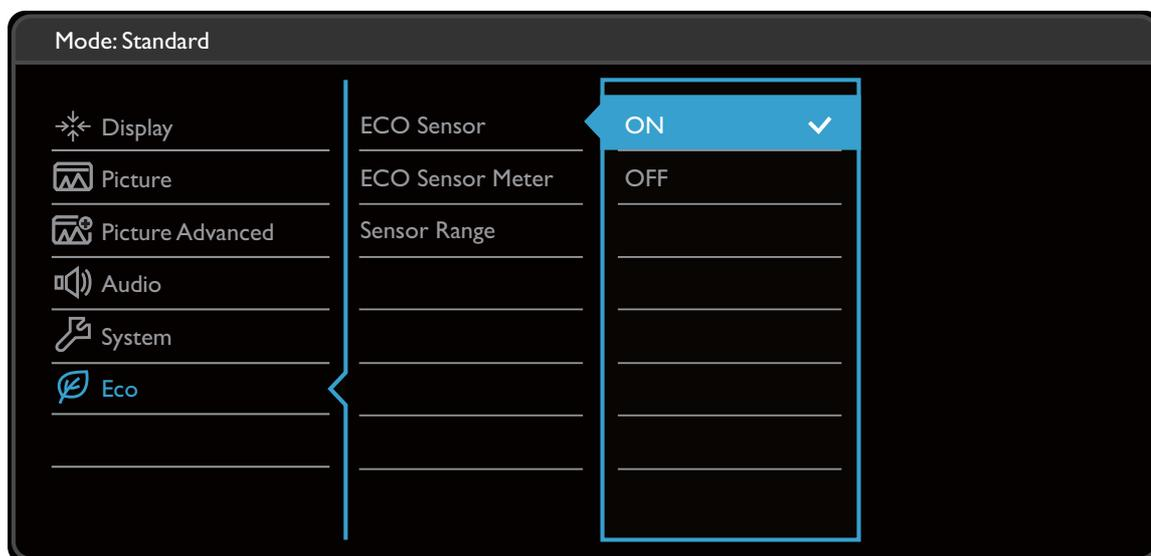 Mode: Standard
Display
Picture
Picture Advanced
Audio
System
Eco
ECO Sensor
ECO Sensor Meter
Sensor Range
ON
OFF